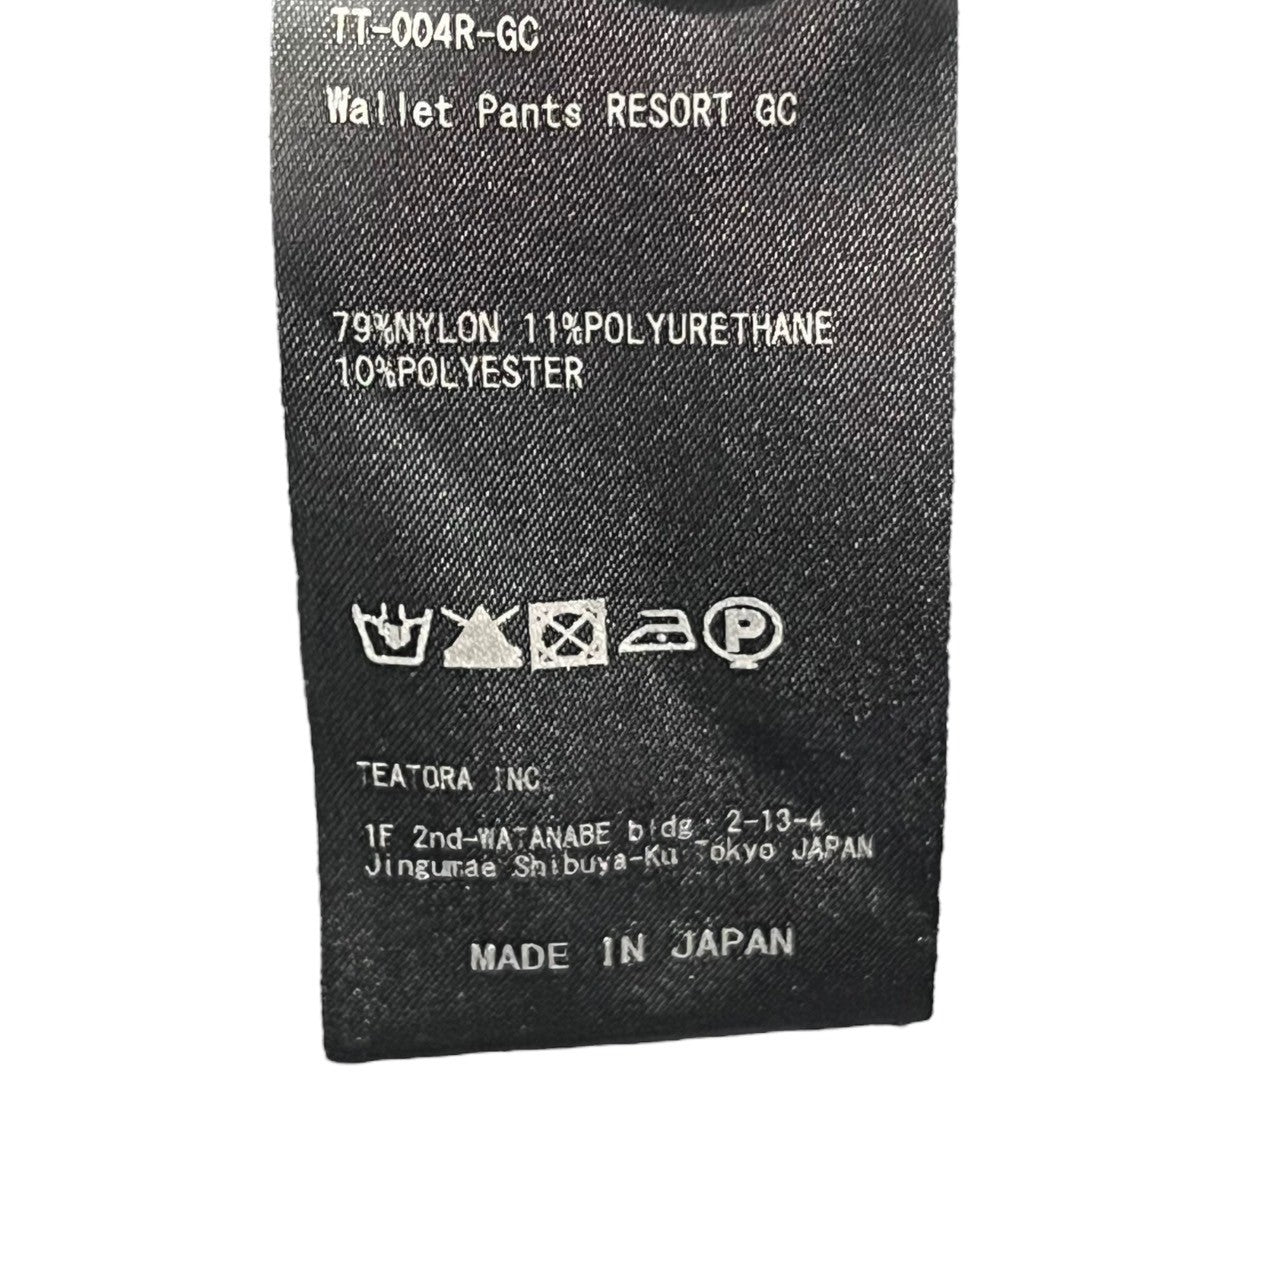 TT-004R-GC
Wallet Pants RESORT GC
79%NYLON 11%POLYURETHANE
10%POLYESTER
P
TEATORA INC.
1F 2nd-WATANABE bldg. 2-13-4
Jingumae Shibuya-Ku Tokyo JAPAN
MADE IN JAPAN